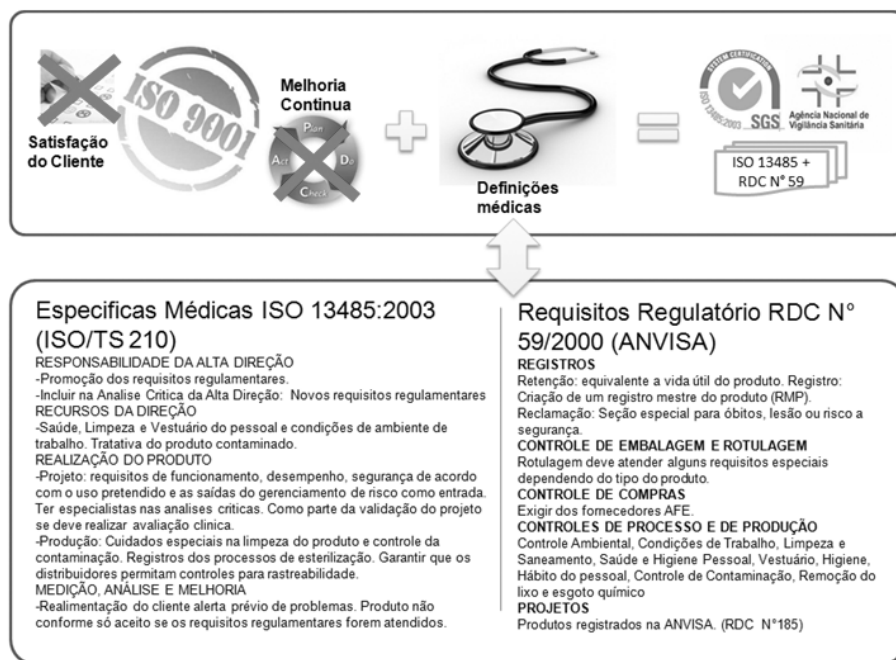 Satisfação
do Cliente
ISO 9001
Melhoria
Continua
Plan
Act
Do
Check
Definições
médicas
SYSTEM CERTIFICATION
ISO 13485:2003
SGS
Agência Nacional de
Vigilância Sanitária
ISO 13485 +
RDC N° 59
Especificas Médicas ISO 13485:2003
(ISO/TS 210)
RESPONSABILIDADE DA ALTA DIREÇÃO
-Promoção dos requisitos regulamentares.
-Incluir na Analise Critica da Alta Direção: Novos requisitos regulamentares
RECURSOS DA DIREÇÃO
-Saúde, Limpeza e Vestuário do pessoal e condições de ambiente de
trabalho. Tratativa do produto contaminado.
REALIZAÇÃO DO PRODUTO
-Projeto: requisitos de funcionamento, desempenho, segurança de acordo
com o uso pretendido e as saídas do gerenciamento de risco como entrada.
Ter especialistas nas analises criticas. Como parte da validação do projeto
se deve realizar avaliação clinica.
-Produção: Cuidados especiais na limpeza do produto e controle da
contaminação. Registros dos processos de esterilização. Garantir que os
distribuidores permitam controles para rastreabilidade.
MEDIÇÃO, ANÁLISE E MELHORIA
-Realimentação do cliente alerta prévio de problemas. Produto não
conforme só aceito se os requisitos regulamentares forem atendidos.
Requisitos Regulatório RDC N°
59/2000 (ANVISA)
REGISTROS
Retenção: equivalente a vida útil do produto. Registro:
Criação de um registro mestre do produto (RMP).
Reclamação: Seção especial para óbitos, lesão ou risco a
segurança.
CONTROLE DE EMBALAGEM E ROTULAGEM
Rotulagem deve atender alguns requisitos especiais
dependendo do tipo do produto.
CONTROLE DE COMPRAS
Exigir dos fornecedores AFE.
CONTROLES DE PROCESSO E DE PRODUÇÃO
Controle Ambiental, Condições de Trabalho, Limpeza e
Saneamento, Saúde e Higiene Pessoal, Vestuário, Higiene,
Hábito do pessoal, Controle de Contaminação, Remoção do
lixo e esgoto químico
PROJETOS
Produtos registrados na ANVISA. (RDC N°185)